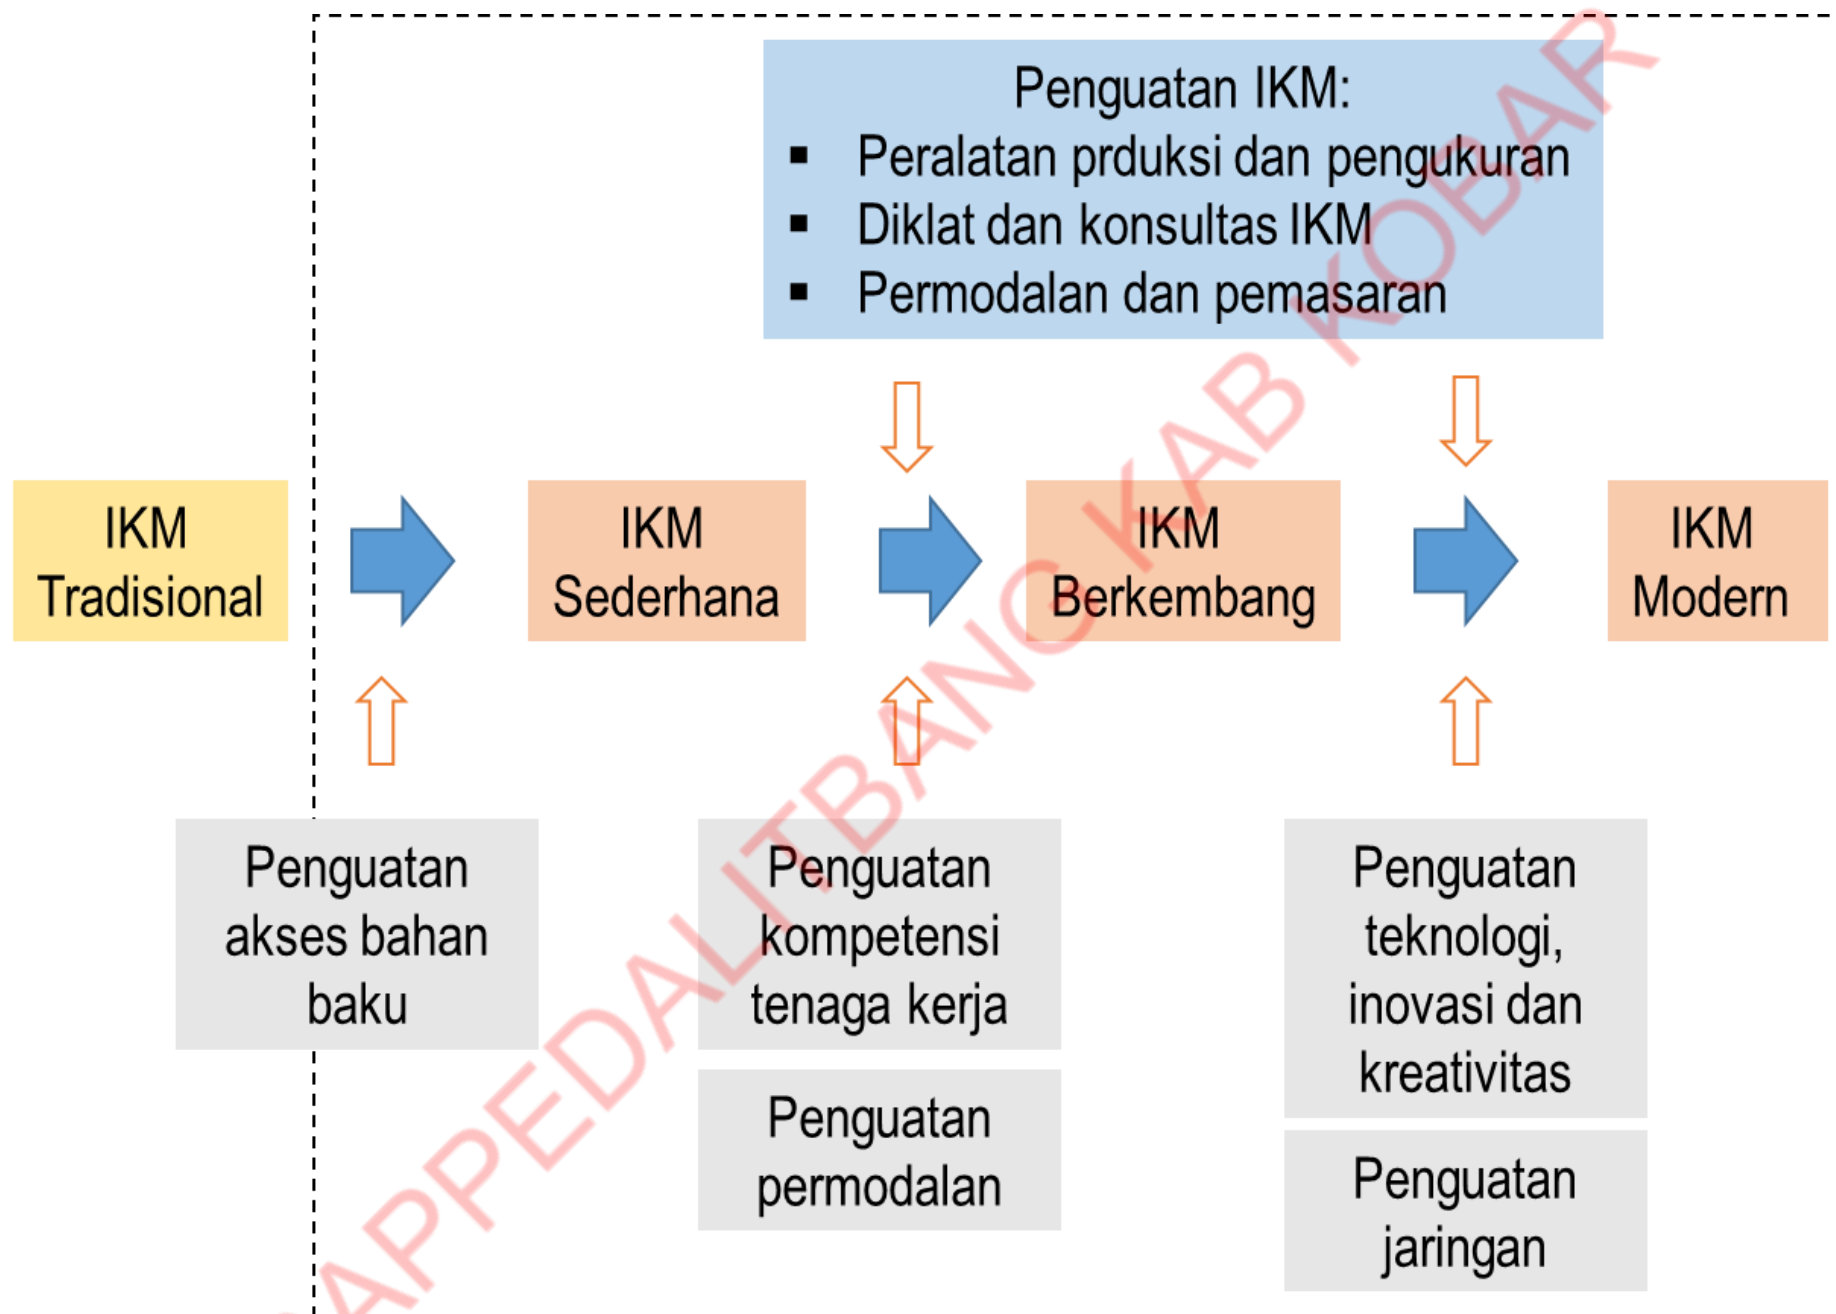 Penguatan IKM:
▪ Peralatan prduksi dan pengukuran
▪ Diklat dan konsultas IKM
▪ Permodalan dan pemasaran
IKM
Tradisional
IKM
Sederhana
IKM
Berkembang
IKM
Modern
Penguatan
akses bahan
baku
Penguatan
kompetensi
tenaga kerja
Penguatan
permodalan
Penguatan
teknologi,
inovasi dan
kreativitas
Penguatan
jaringan
APPEDALITBANG KAB KOBAR